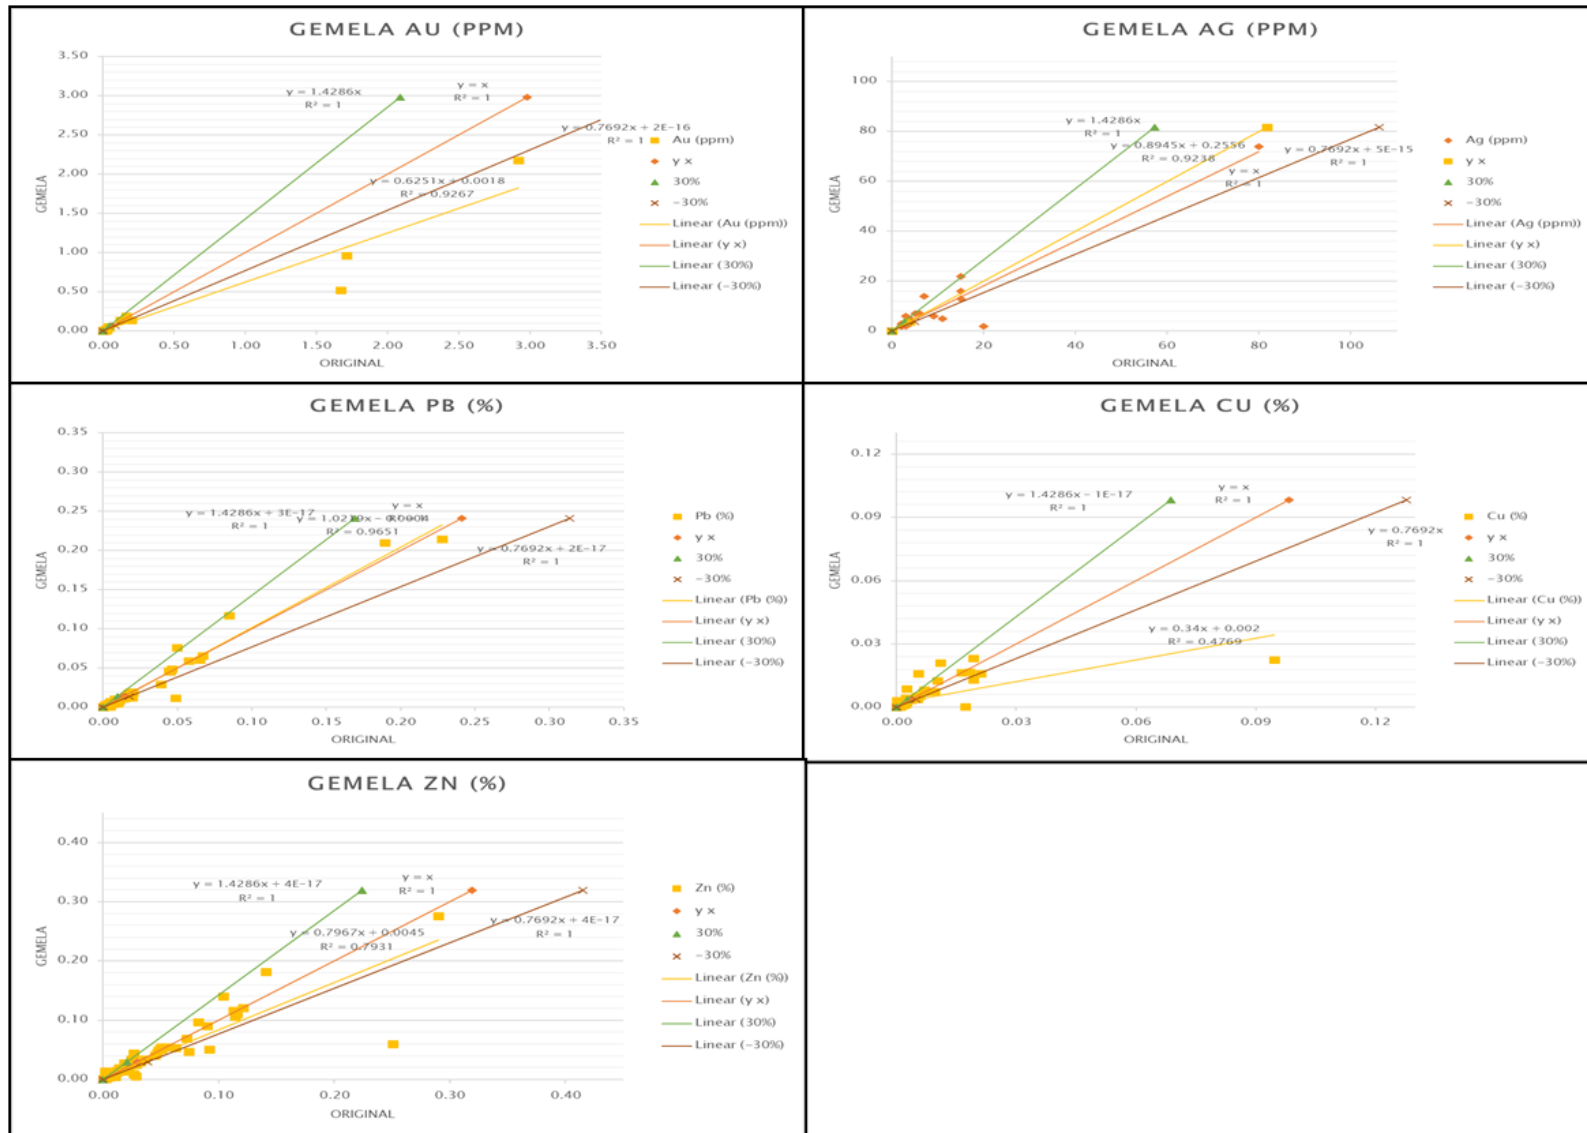 GEMELA AU (PPM)
3.50
3.00
2.50
2.00
1.50
1.00
0.50
0.00
GEMELA
0.00 0.50 1.00 1.50 2.00 2.50 3.00 3.50
ORIGINAL
y = 1.4286x
R² = 1
y = x
R² = 1
y = 0.7692x + 2E-16
R² = 1
y = 0.6251x + 0.0018
R² = 0.9267
Au (ppm)
y x
30%
-30%
Linear (Au (ppm))
Linear (y x)
Linear (30%)
Linear (-30%)
GEMELA AG (PPM)
100
80
60
40
20
0
GEMELA
0 20 40 60 80 100
ORIGINAL
y = 1.4286x
R² = 1
y = 0.8945x + 0.2556
R² = 0.9238
y = 0.7692x + 5E-15
R² = 1
y = x
R² = 1
Ag (ppm)
y x
30%
-30%
Linear (Ag (ppm))
Linear (y x)
Linear (30%)
Linear (-30%)
GEMELA PB (%)
0.35
0.30
0.25
0.20
0.15
0.10
0.05
0.00
GEMELA
0.00 0.05 0.10 0.15 0.20 0.25 0.30 0.35
ORIGINAL
y = 1.4286x + 3E-17
R² = 1
y = x
R² = 1
y = 1.0219x - 0.0004
R² = 0.9651
y = 0.7692x + 2E-17
R² = 1
Pb (%)
y x
30%
-30%
Linear (Pb (%))
Linear (y x)
Linear (30%)
Linear (-30%)
GEMELA CU (%)
0.12
0.09
0.06
0.03
0.00
GEMELA
0.00 0.03 0.06 0.09 0.12
ORIGINAL
y = 1.4286x - 1E-17
R² = 1
y = x
R² = 1
y = 0.7692x
R² = 1
y = 0.34x + 0.002
R² = 0.4769
Cu (%)
y x
30%
-30%
Linear (Cu (%))
Linear (y x)
Linear (30%)
Linear (-30%)
GEMELA ZN (%)
0.40
0.30
0.20
0.10
0.00
GEMELA
0.00 0.10 0.20 0.30 0.40
ORIGINAL
y = 1.4286x + 4E-17
R² = 1
y = x
R² = 1
y = 0.7967x + 0.0045
R² = 0.7931
y = 0.7692x + 4E-17
R² = 1
Zn (%)
y x
30%
-30%
Linear (Zn (%))
Linear (y x)
Linear (30%)
Linear (-30%)